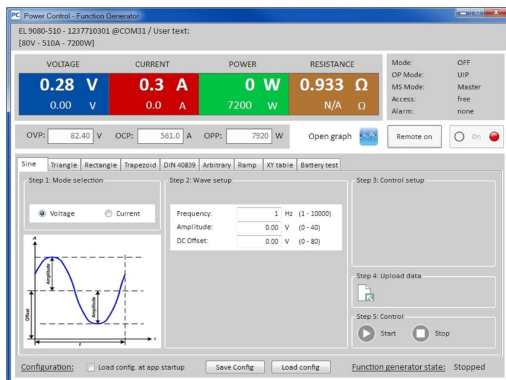 PC Power Control - Function Generator
EL 9080-510 - 1237710301 @COM31 / User text:
[80V - 510A - 7200W]
VOLTAGE CURRENT POWER RESISTANCE
0.28 V 0.3 A 0 W 0.933 Ω
0.00 V 0.0 A 7200 W N/A Ω
Mode: OFF
OP Mode: UIP
MS Mode: Master
Access: free
Alarm: none
OVP: 82.40 V OCP: 561.0 A OPP: 7920 W Open graph Remote on On
Sine Triangle Rectangle Trapezoid DIN 40839 Arbitrary Ramp XY table Battery test
Step 1: Mode selection
Voltage Current
Step 2: Wave setup
Frequency: 1 Hz (1 - 10000)
Amplitude: 0.00 V (0 - 40)
DC Offset: 0.00 V (0 - 80)
Step 3: Control setup
A
Amplitude
Amplitude
Offset
t
Step 4: Upload data
Step 5: Control
Start Stop
Configuration: Load config. at app startup Save Config Load config Function generator state: Stopped